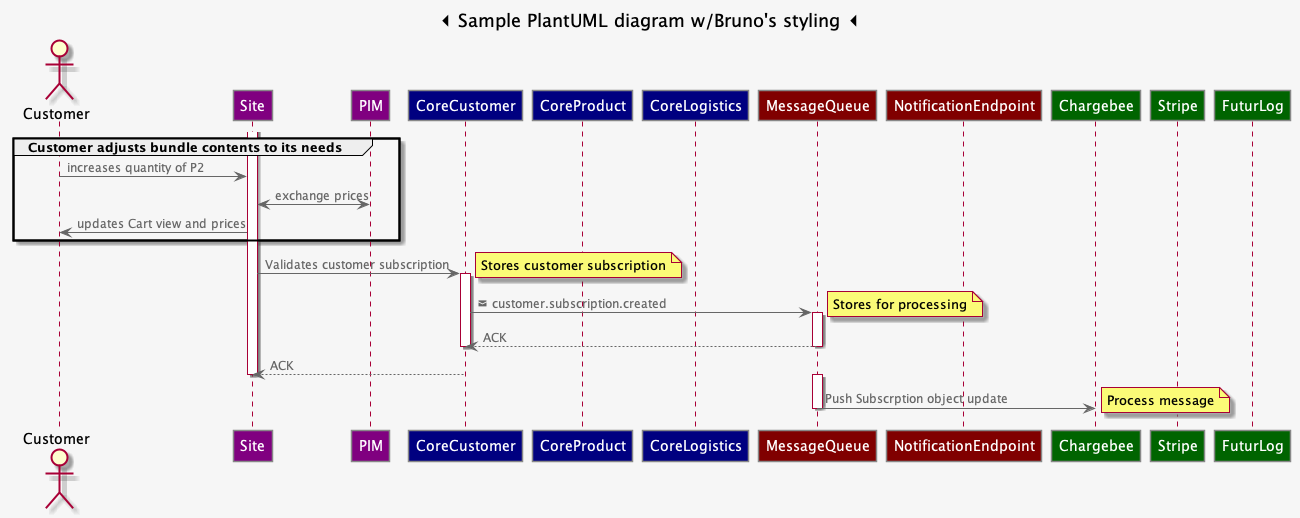 Sample PlantUML diagram w/Bruno's styling
Customer
Site
PIM
CoreCustomer
CoreProduct
CoreLogistics
MessageQueue
NotificationEndpoint
Chargebee
Stripe
FuturLog
Customer adjusts bundle contents to its needs
increases quantity of P2
exchange prices
updates Cart view and prices
Validates customer subscription
Stores customer subscription
customer.subscription.created
Stores for processing
ACK
ACK
Push Subscrption object update
Process message
Customer
Site
PIM
CoreCustomer
CoreProduct
CoreLogistics
MessageQueue
NotificationEndpoint
Chargebee
Stripe
FuturLog